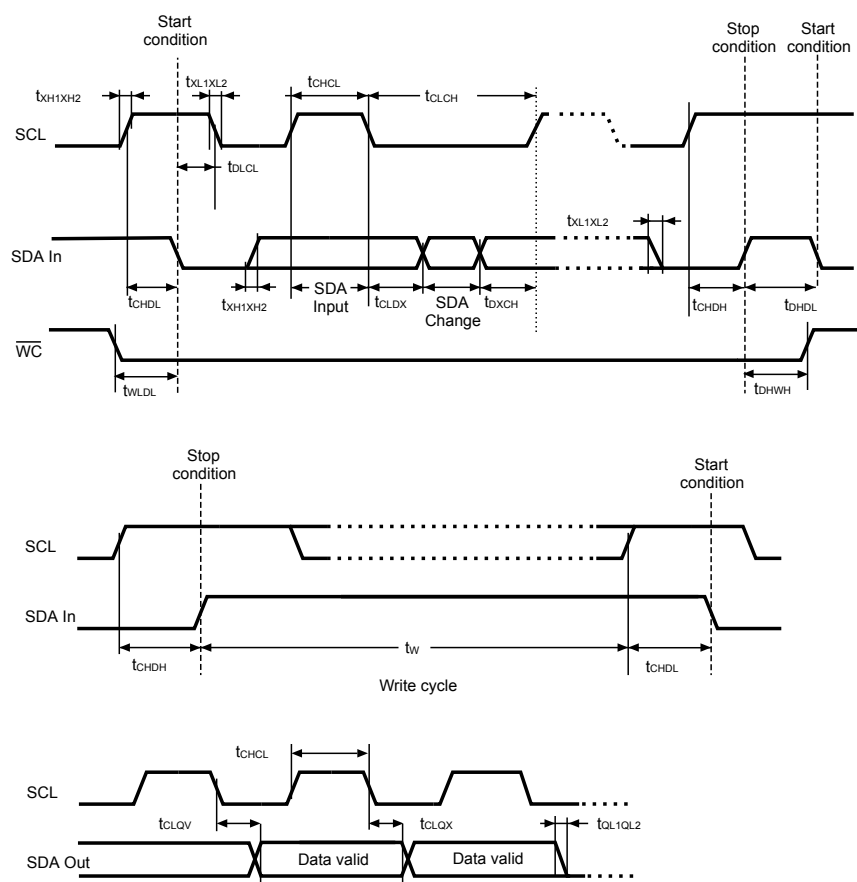 Start
condition
Stop
condition
Start
condition
tXH1XH2
tXL1XL2
tCHCL
tCLCH
SCL
tDLCL
tXL1XL2
SDA In
tCHDL
tXH1XH2
SDA
Input
tCLDX
SDA
Change
tDXCH
tCHDH
tDHDL
WC
tWLDL
tDHWH
Stop
condition
Start
condition
SCL
SDA In
tCHDH
tW
tCHDL
Write cycle
tCHCL
SCL
tCLQV
tCLQX
tQL1QL2
SDA Out
Data valid
Data valid